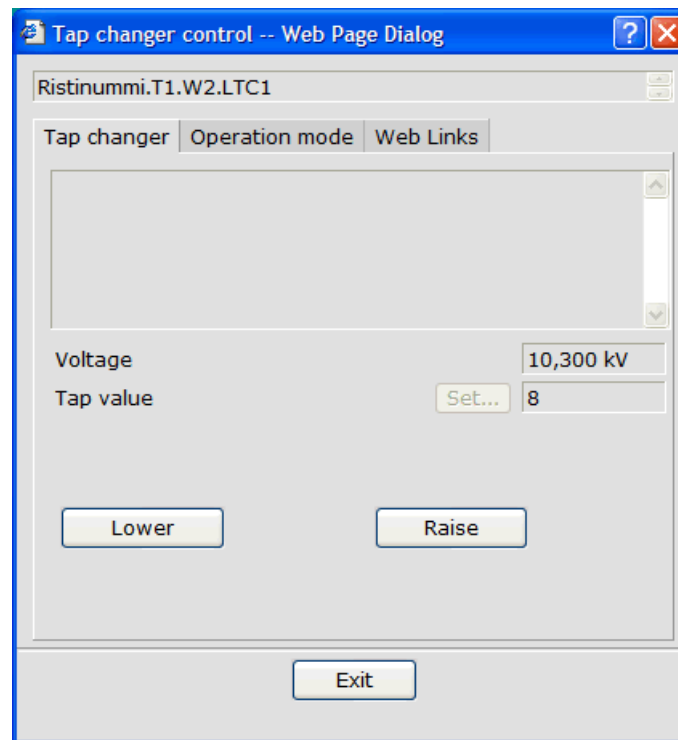 Tap changer control -- Web Page Dialog
Ristinummi.T1.W2.LTC1
Tap changer Operation mode Web Links
Voltage 10,300 kV
Tap value Set... 8
Lower Raise
Exit